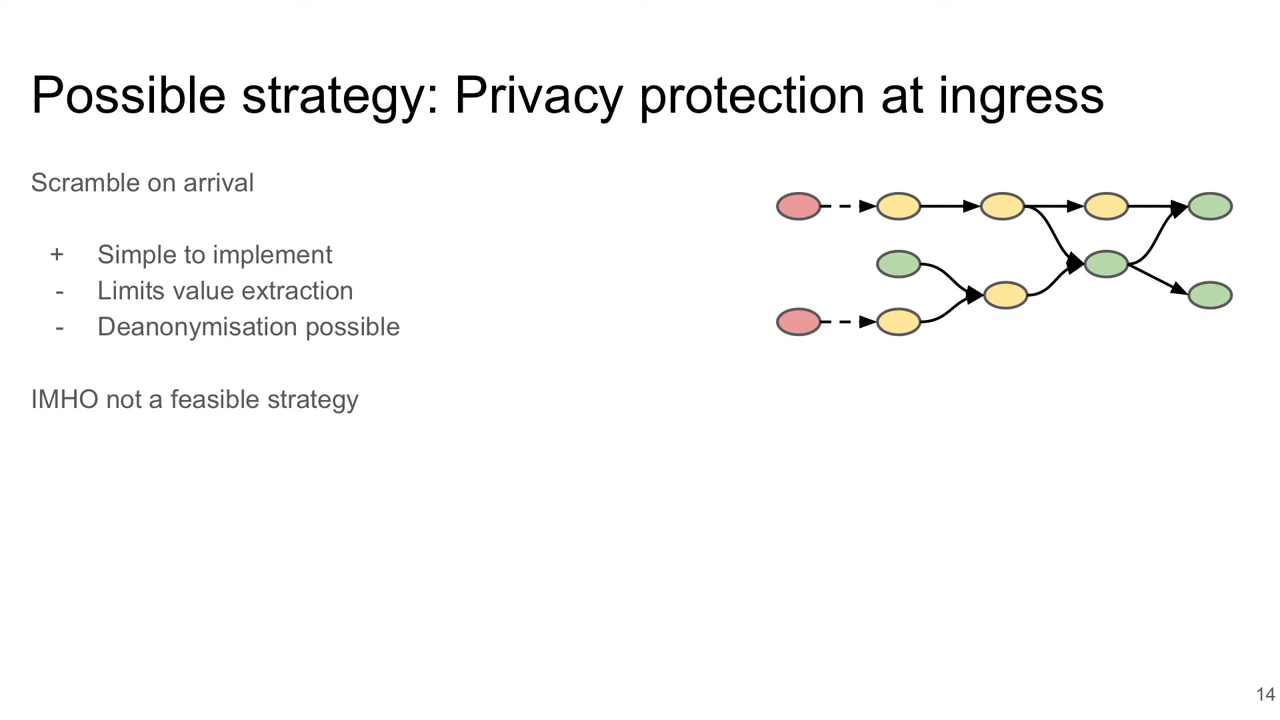 Possible strategy: Privacy protection at ingress
Scramble on arrival
+ Simple to implement
- Limits value extraction
- Deanonymisation possible
IMHO not a feasible strategy
14